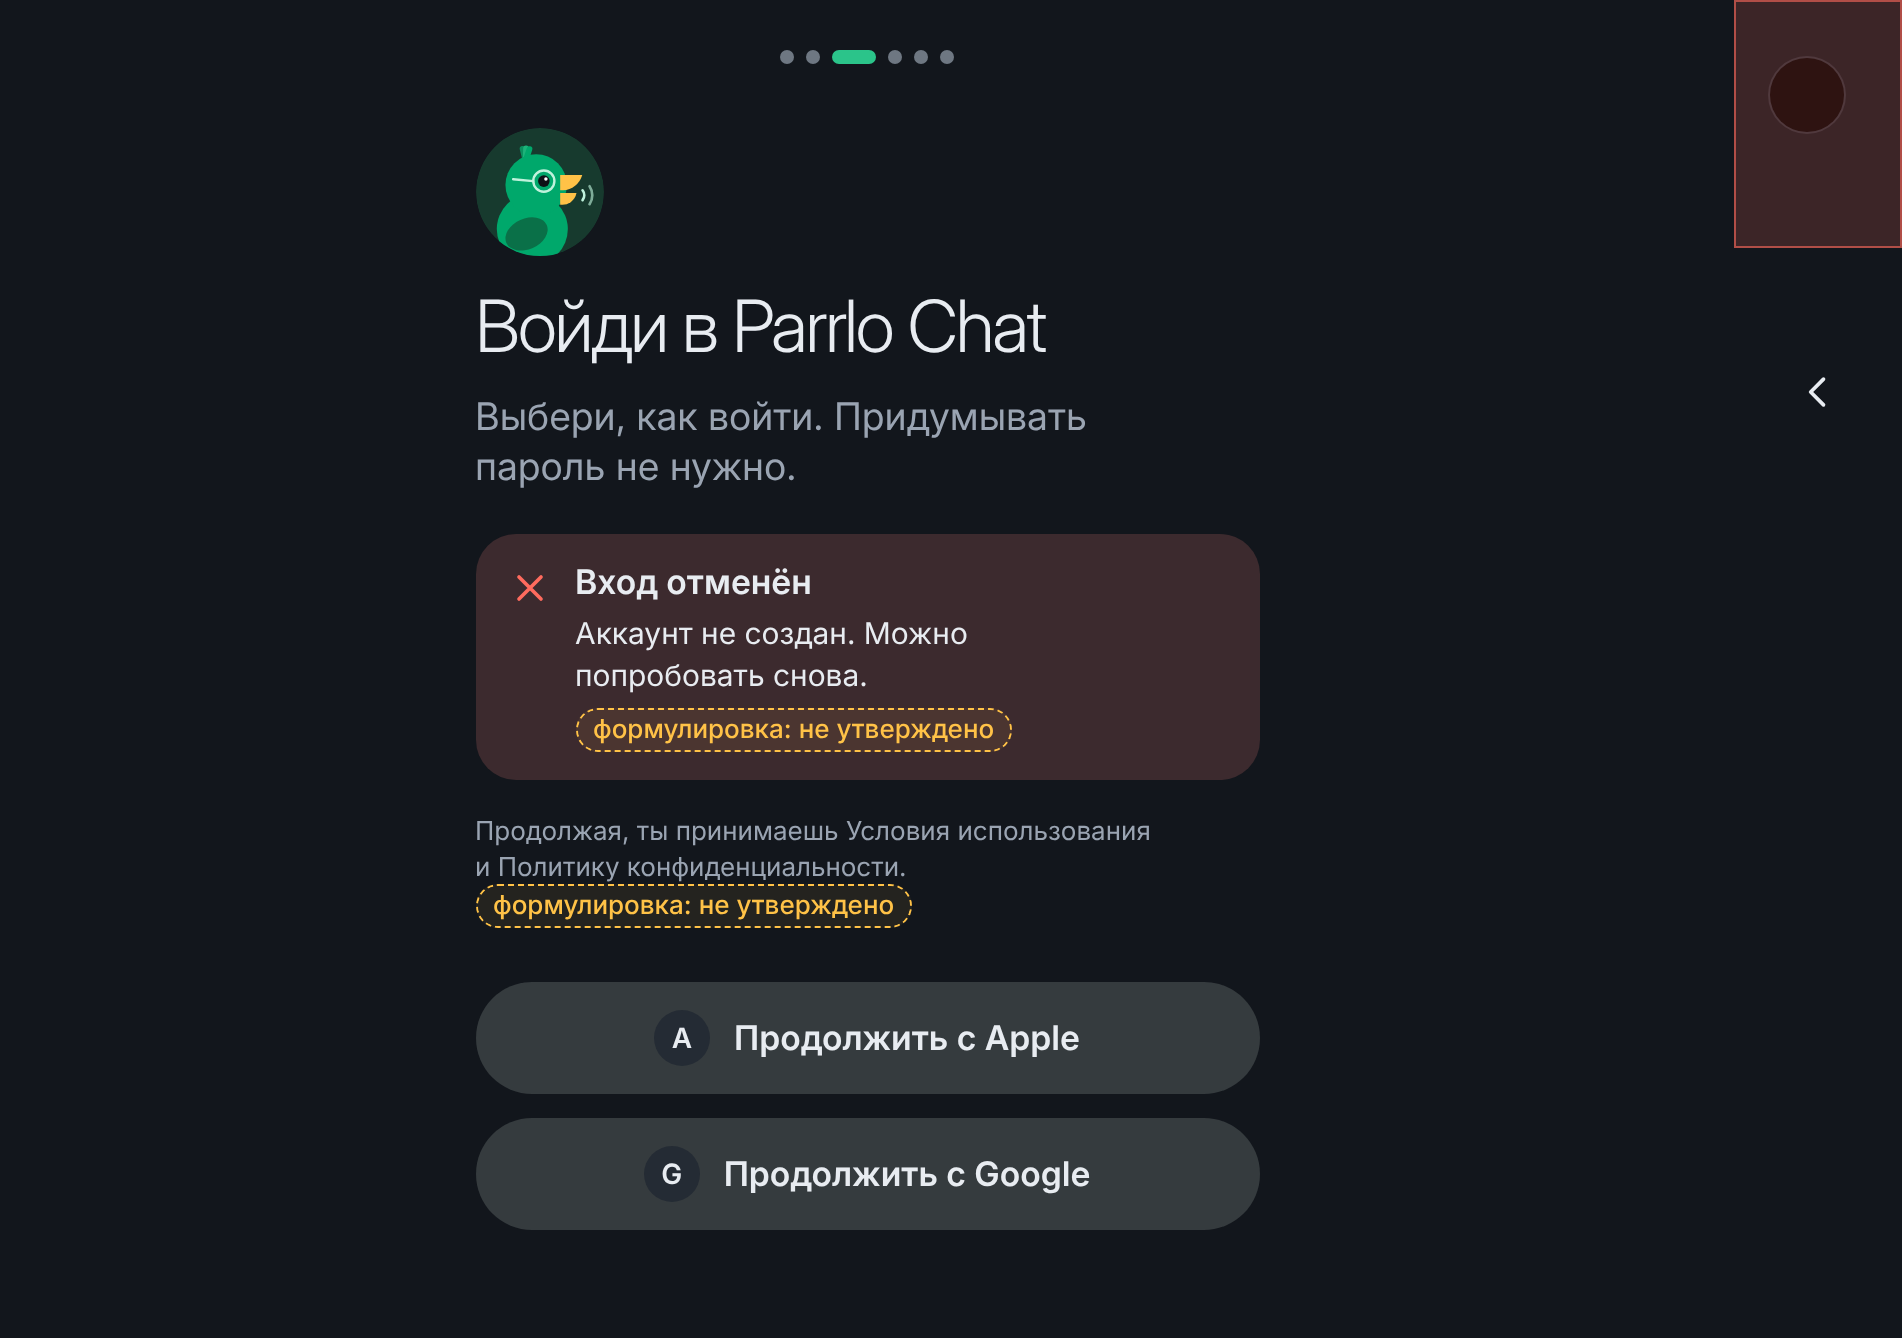 Войди в Parrlo Chat
Выбери, как войти. Придумывать
пароль не нужно.
Вход отменён
Аккаунт не создан. Можно
попробовать снова.
формулировка: не утверждено
Продолжая, ты принимаешь Условия использования
и Политику конфиденциальности.
формулировка: не утверждено
A Продолжить с Apple
G Продолжить с Google